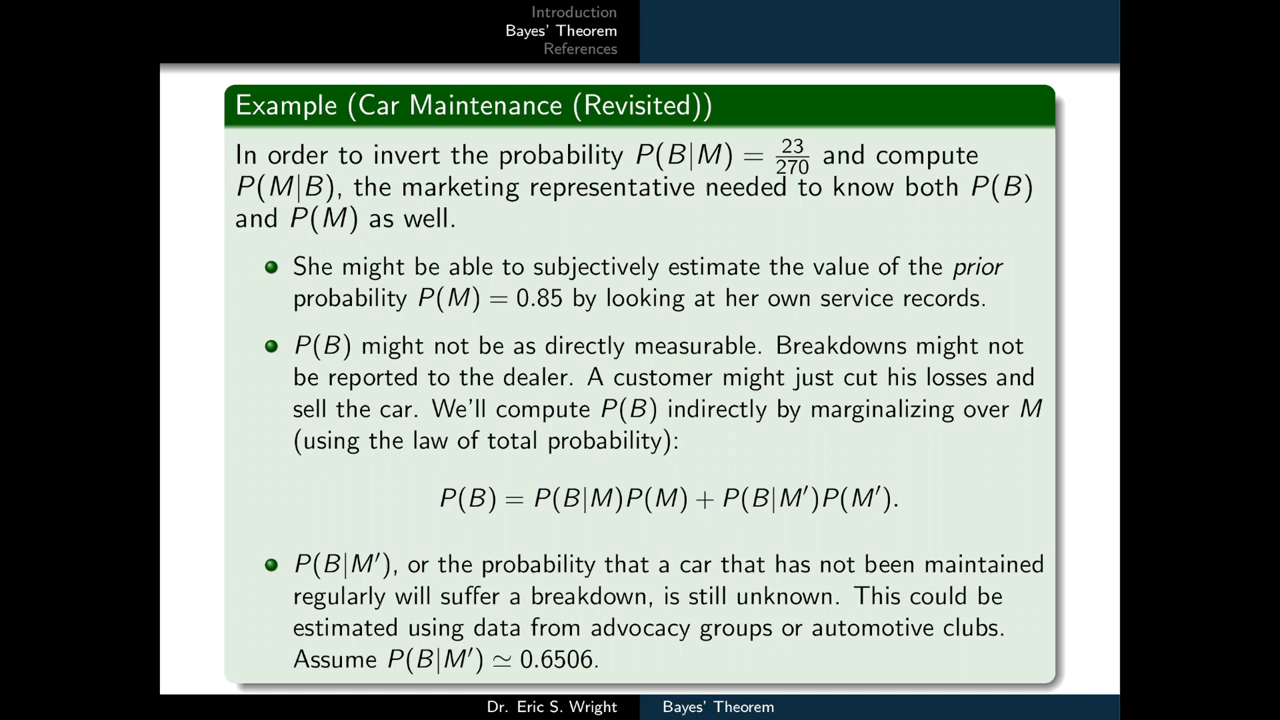 Introduction
Bayes' Theorem
References
Example (Car Maintenance (Revisited))
In order to invert the probability P(B|M) = 23/270 and compute
P(M|B), the marketing representative needed to know both P(B)
and P(M) as well.
She might be able to subjectively estimate the value of the prior
probability P(M) = 0.85 by looking at her own service records.
P(B) might not be as directly measurable. Breakdowns might not
be reported to the dealer. A customer might just cut his losses and
sell the car. We'll compute P(B) indirectly by marginalizing over M
(using the law of total probability):
P(B) = P(B|M)P(M) + P(B|M′)P(M′).
P(B|M′), or the probability that a car that has not been maintained
regularly will suffer a breakdown, is still unknown. This could be
estimated using data from advocacy groups or automotive clubs.
Assume P(B|M′) ≃ 0.6506.
Dr. Eric S. Wright
Bayes' Theorem